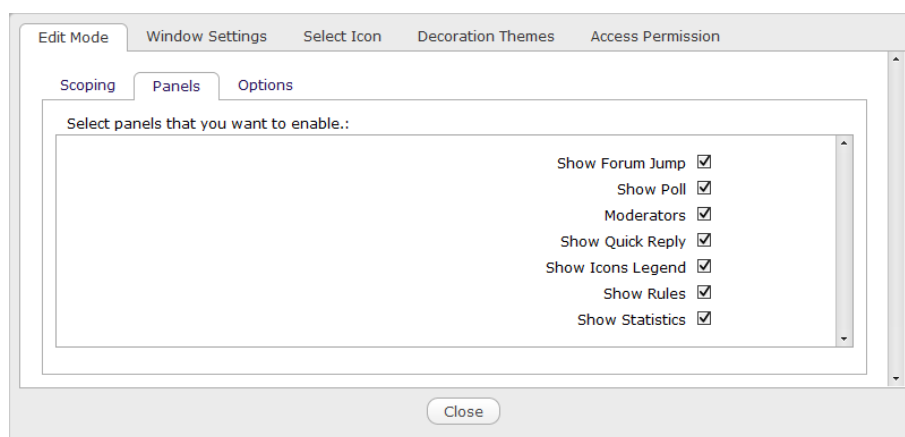 Edit Mode Window Settings Select Icon Decoration Themes Access Permission
Scoping Panels Options
Select panels that you want to enable.:
Show Forum Jump
Show Poll
Moderators
Show Quick Reply
Show Icons Legend
Show Rules
Show Statistics
Close